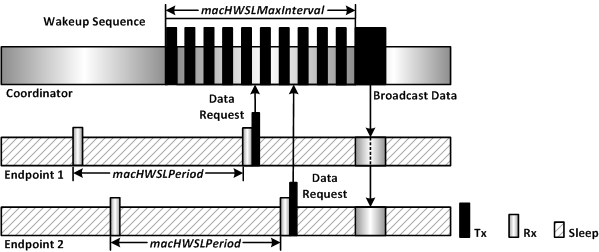 macHWSLMaxInterval
Wakeup Sequence
Coordinator
Data
Request
Broadcast Data
Endpoint 1
macHWSLPeriod
Data
Request
Endpoint 2
macHWSLPeriod
Tx
Rx
Sleep